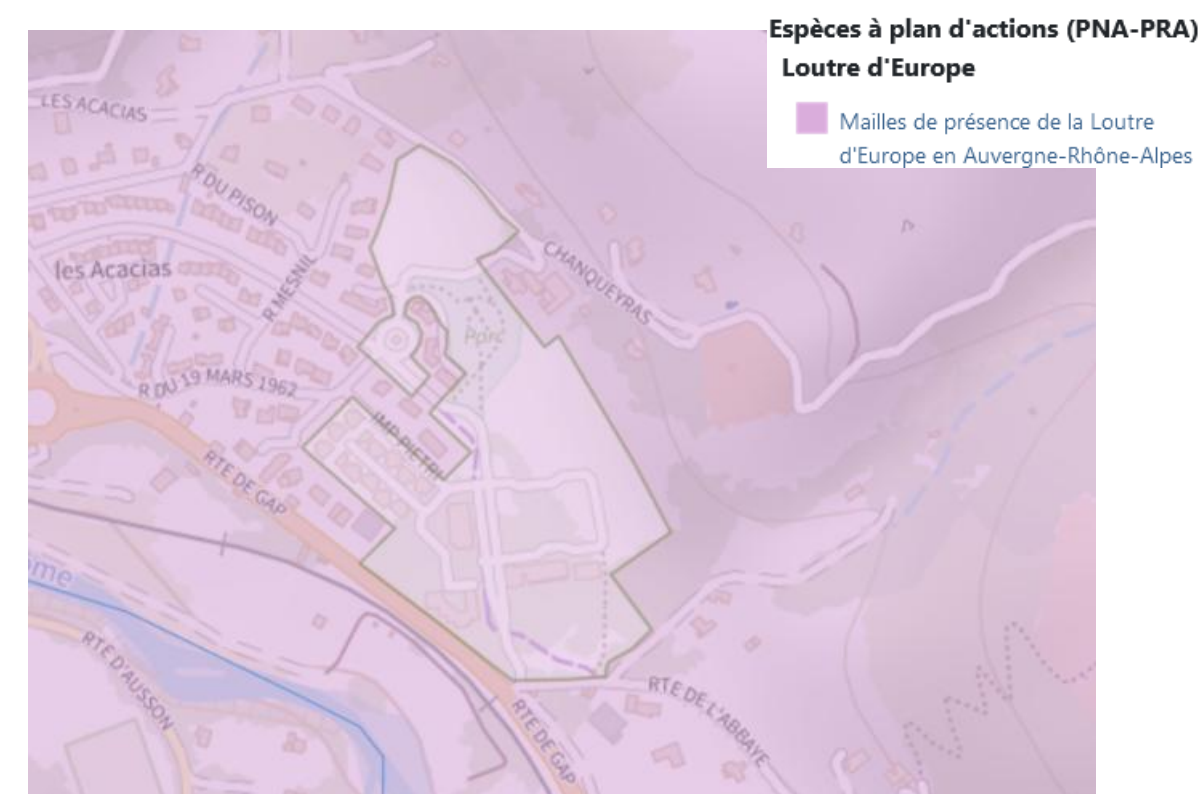 Espèces à plan d'actions (PNA-PRA)
Loutre d'Europe
Mailles de présence de la Loutre
d'Europe en Auvergne-Rhône-Alpes
LES ACACIAS
R DU PISON
les Acacias
R MESNIL
CHANQUEYRAS
Parc
R DU 19 MARS 1962
IMP PIETRI
RTE DE GAP
ome
RTE D'AUSSON
RTE DE L'ABBAYE
RTE DE GAP